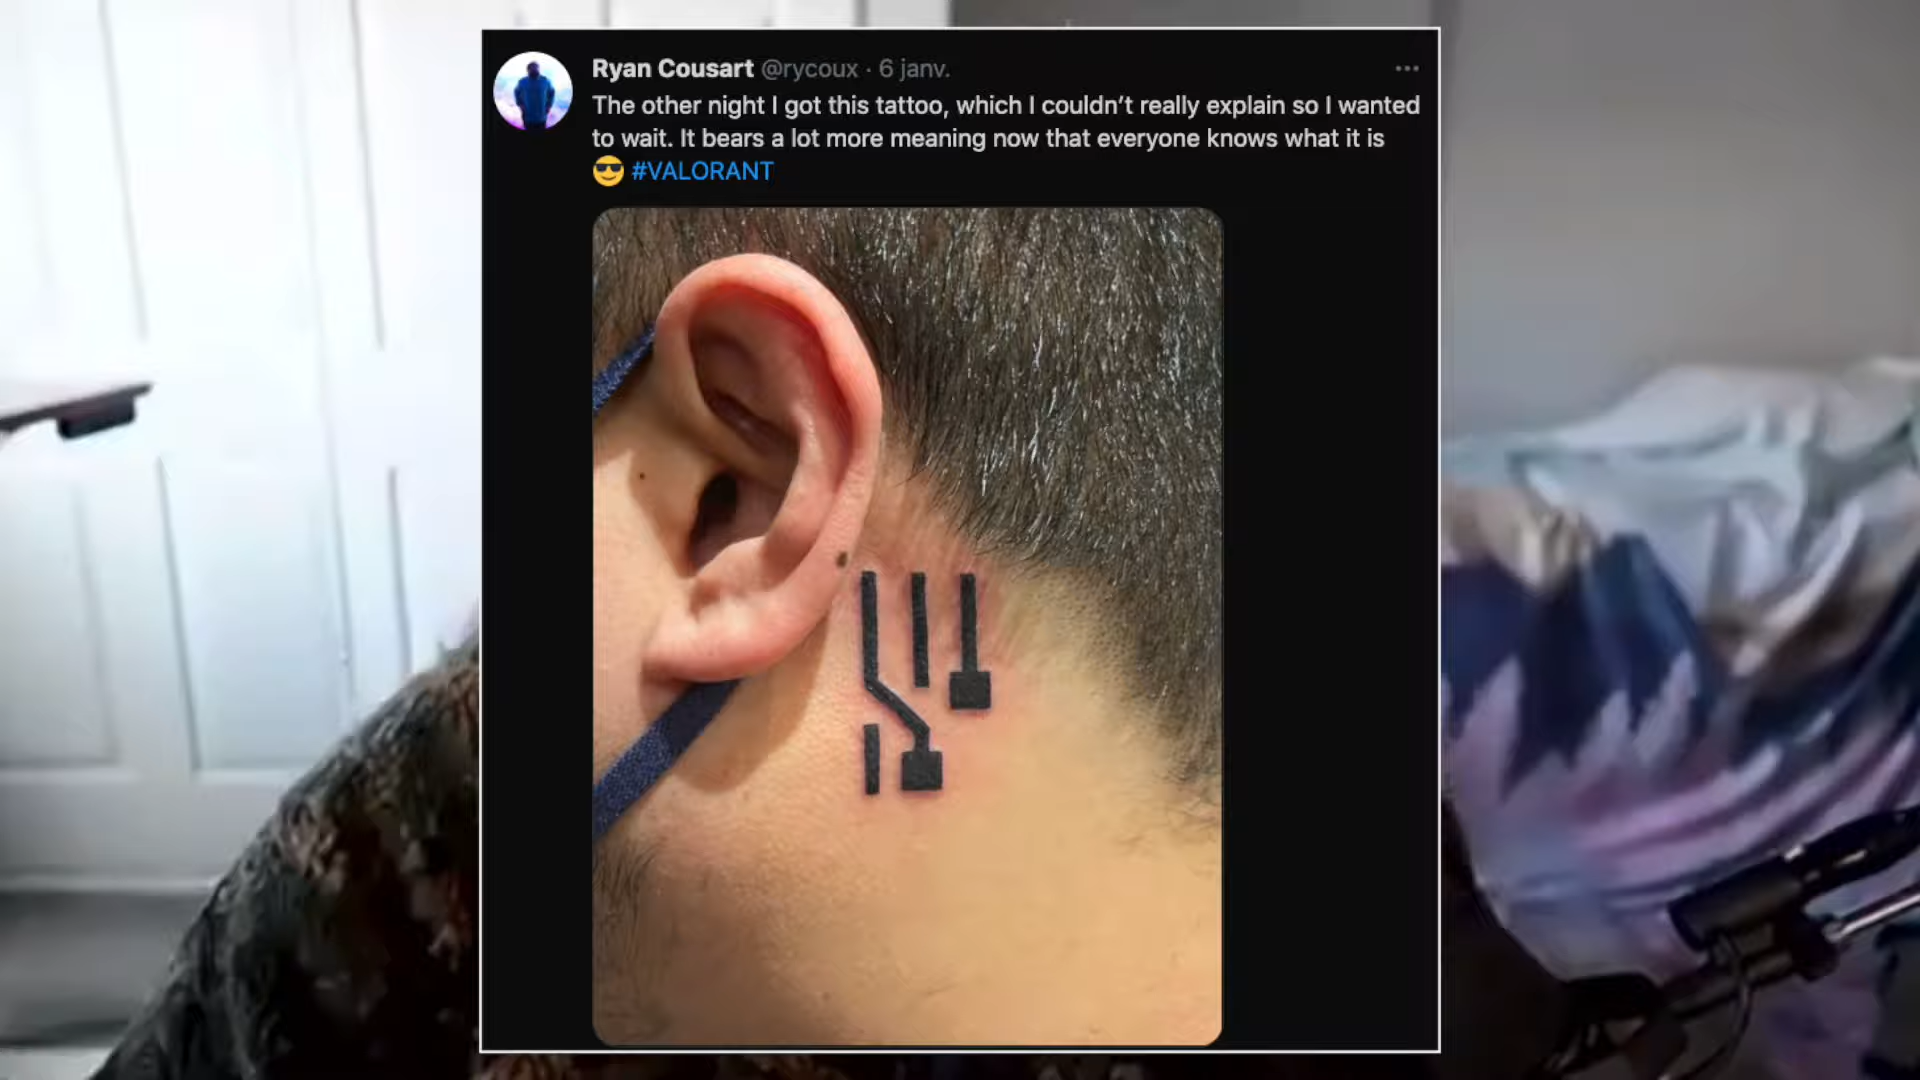 Ryan Cousart @rycoux · 6 janv.
The other night I got this tattoo, which I couldn’t really explain so I wanted
to wait. It bears a lot more meaning now that everyone knows what it is
😎 #VALORANT